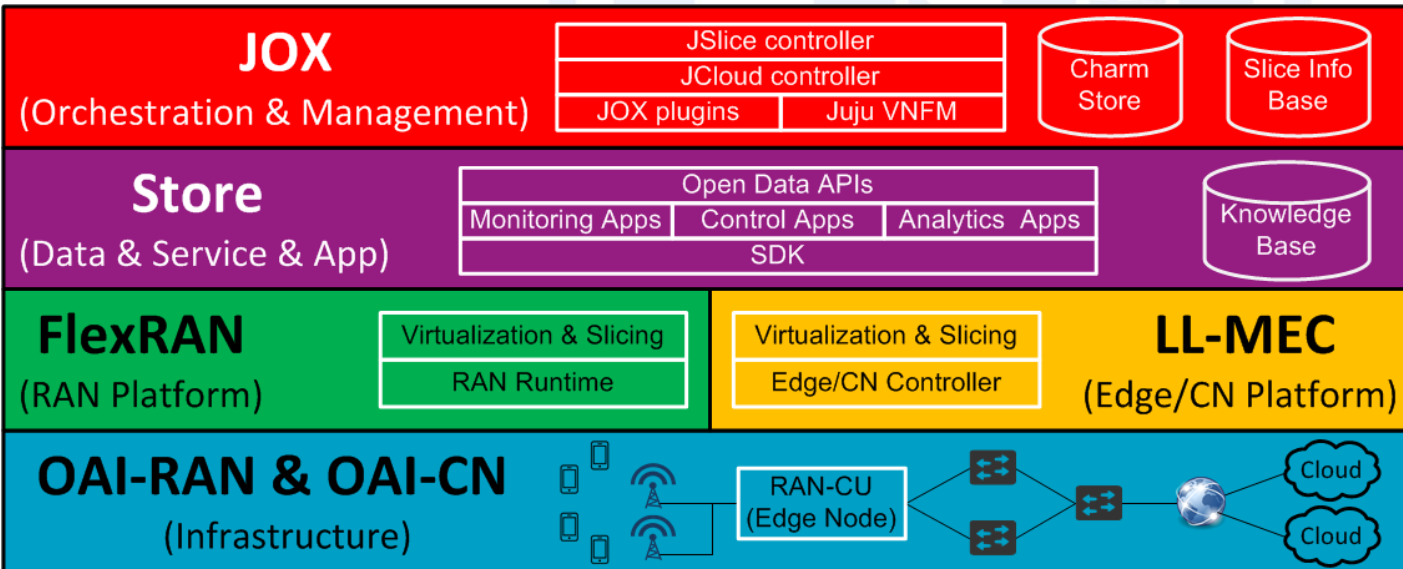 JOX
(Orchestration & Management)
JSlice controller
JCloud controller
JOX plugins
Juju VNFM
Charm
Store
Slice Info
Base
Store
(Data & Service & App)
Open Data APIs
Monitoring Apps
Control Apps
Analytics Apps
SDK
Knowledge
Base
FlexRAN
(RAN Platform)
Virtualization & Slicing
RAN Runtime
Virtualization & Slicing
Edge/CN Controller
LL-MEC
(Edge/CN Platform)
OAI-RAN & OAI-CN
(Infrastructure)
RAN-CU
(Edge Node)
Cloud
Cloud